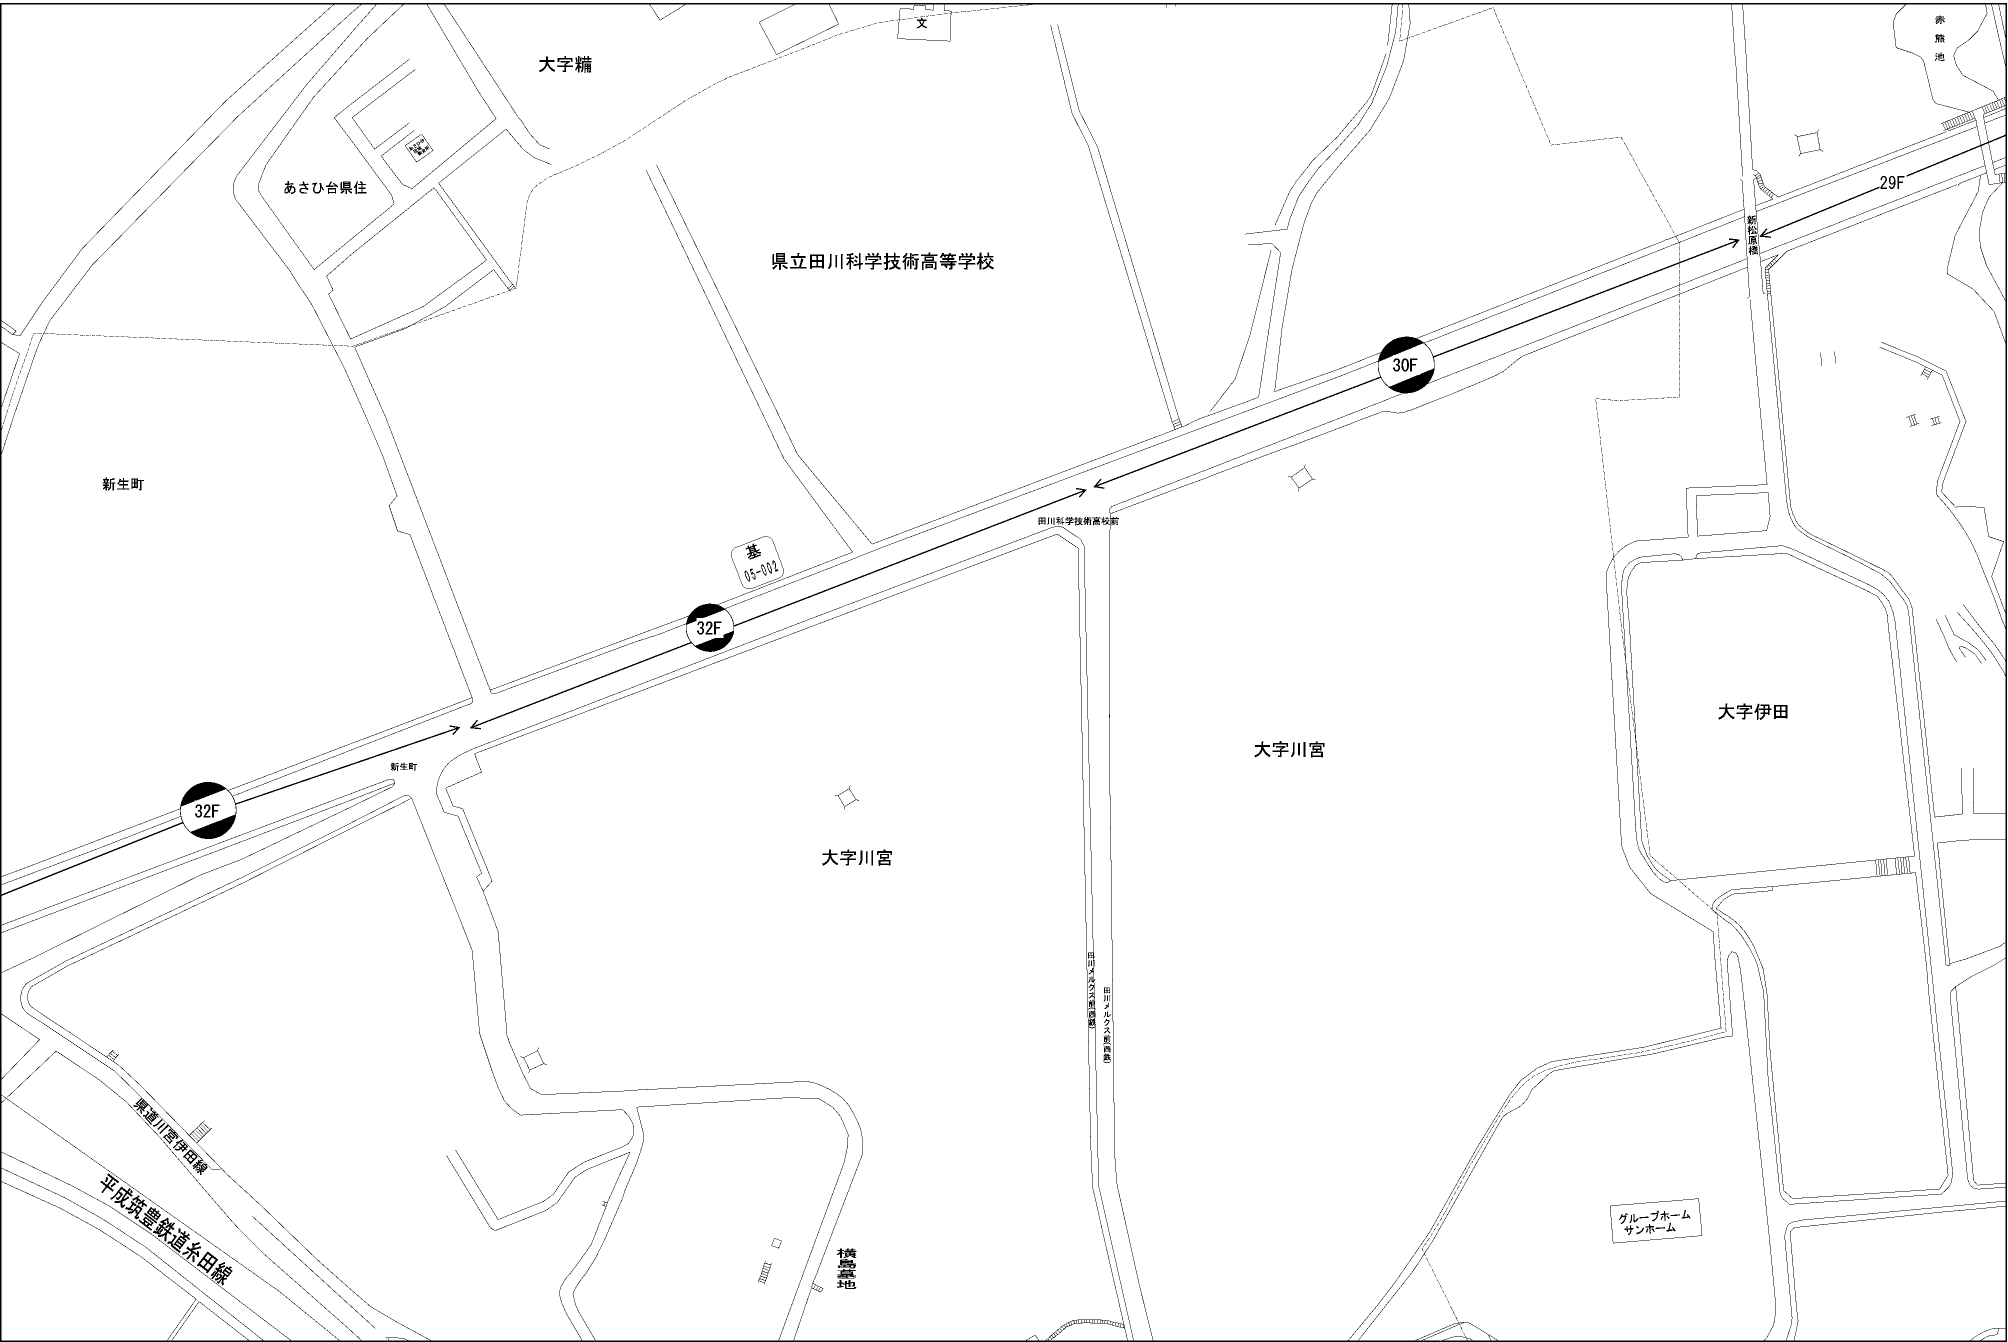 文
赤熊池
大字糒
あさひ台県住
29F
新松原橋
県立田川科学技術高等学校
30F
新生町
田川科学技術高校前
基
05-002
32F
大字伊田
大字川宮
新生町
32F
大字川宮
田川メルクス前(西鉄)
田川メルクス前(西鉄)
県道川宮伊田線
平成筑豊鉄道糸田線
グループホーム
サンホーム
横島墓地